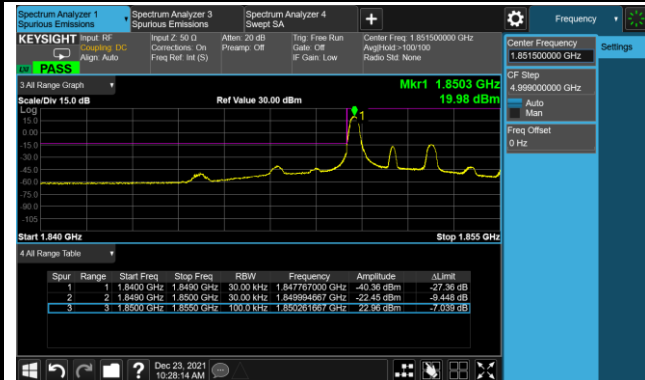 Spectrum Analyzer 1
Spurious Emissions
Spectrum Analyzer 3
Spurious Emissions
Spectrum Analyzer 4
Swept SA
+
Frequency
KEYSIGHT
Input: RF
Coupling: DC
Align: Auto
Input Z: 50 Ω
Corrections: On
Freq Ref: Int (S)
Atten: 20 dB
Preamp: Off
Trig: Free Run
Gate: Off
IF Gain: Low
Center Freq: 1.851500000 GHz
Avg|Hold:>100/100
Radio Std: None
PASS
Center Frequency
1.851500000 GHz
Settings
CF Step
4.999000000 GHz
Auto
Man
Freq Offset
0 Hz
3 All Range Graph
Mkr1 1.8503 GHz
Scale/Div 15.0 dB
Ref Value 30.00 dBm
19.98 dBm
Log
15.0
0.00
-15.0
-30.0
-45.0
-60.0
-75.0
-90.0
-105
1
Start 1.840 GHz
Stop 1.855 GHz
4 All Range Table
Spur Range Start Freq Stop Freq RBW Frequency Amplitude ΔLimit
1 1 1.8400 GHz 1.8490 GHz 30.00 kHz 1.847767000 GHz -40.36 dBm -27.36 dB
2 2 1.8490 GHz 1.8500 GHz 30.00 kHz 1.849994667 GHz -22.45 dBm -9.448 dB
3 3 1.8500 GHz 1.8550 GHz 100.0 kHz 1.850261667 GHz 22.96 dBm -7.039 dB
?
Dec 23, 2021
10:28:14 AM